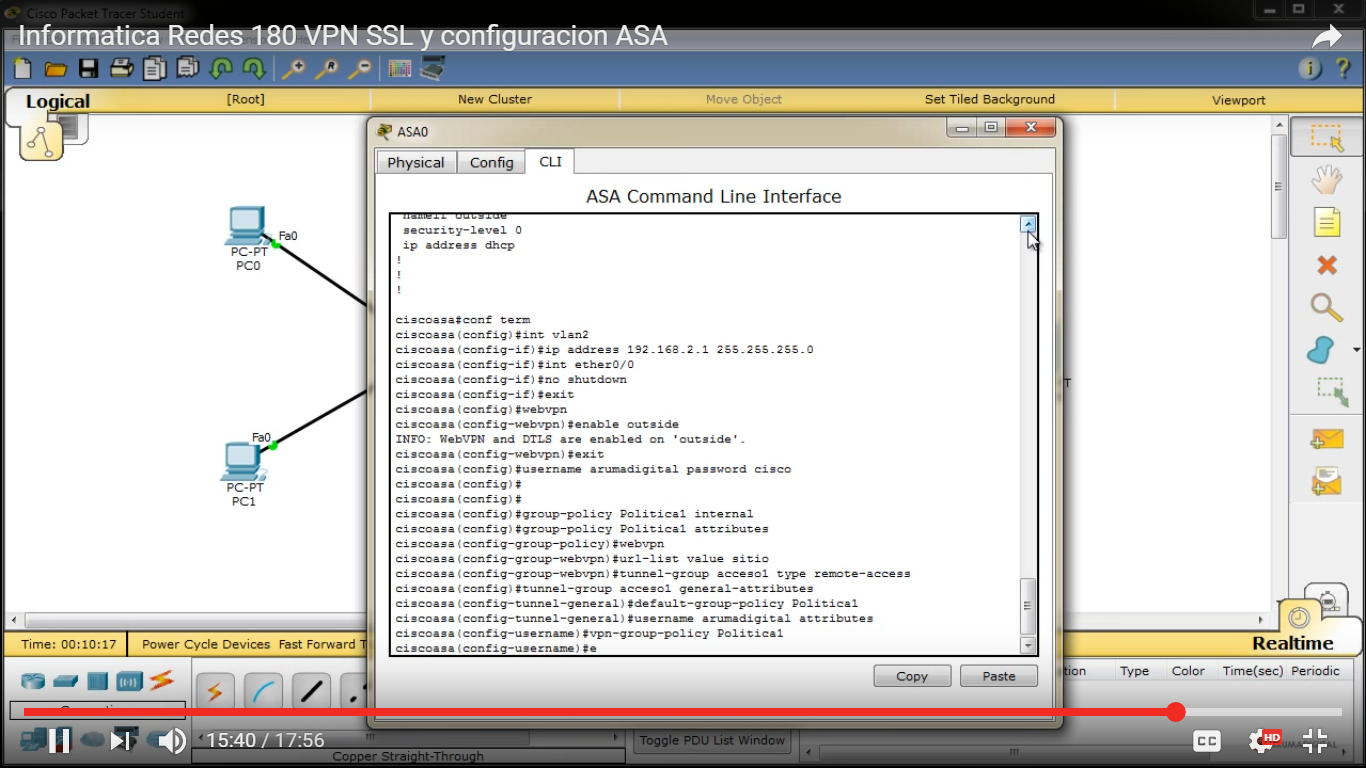 Cisco Packet Tracer Student
Informatica Redes 180 VPN SSL y configuracion ASA
Logical
[Root]
New Cluster
Move Object
Set Tiled Background
Viewport
ASA0
Physical
Config
CLI
ASA Command Line Interface
nameif outside
security-level 0
ip address dhcp
!
!
!
ciscoasa#conf term
ciscoasa(config)#int vlan2
ciscoasa(config-if)#ip address 192.168.2.1 255.255.255.0
ciscoasa(config-if)#int ether0/0
ciscoasa(config-if)#no shutdown
ciscoasa(config-if)#exit
ciscoasa(config)#webvpn
ciscoasa(config-webvpn)#enable outside
INFO: WebVPN and DTLS are enabled on 'outside'.
ciscoasa(config-webvpn)#exit
ciscoasa(config)#username arumadigital password cisco
ciscoasa(config)#
ciscoasa(config)#
ciscoasa(config)#group-policy Politica1 internal
ciscoasa(config)#group-policy Politica1 attributes
ciscoasa(config-group-policy)#webvpn
ciscoasa(config-group-webvpn)#url-list value sitio
ciscoasa(config-group-webvpn)#tunnel-group acceso1 type remote-access
ciscoasa(config)#tunnel-group acceso1 general-attributes
ciscoasa(config-tunnel-general)#default-group-policy Politica1
ciscoasa(config-tunnel-general)#username arumadigital attributes
ciscoasa(config-username)#vpn-group-policy Politica1
ciscoasa(config-username)#e
Copy
Paste
Fa0
PC-PT
PC0
Fa0
PC-PT
PC1
T
Time: 00:10:17
Power Cycle Devices Fast Forward T
Realtime
tion
Type
Color
Time(sec)
Periodic
15:40 / 17:56
Toggle PDU List Window
Copper Straight-Through
CC
HD